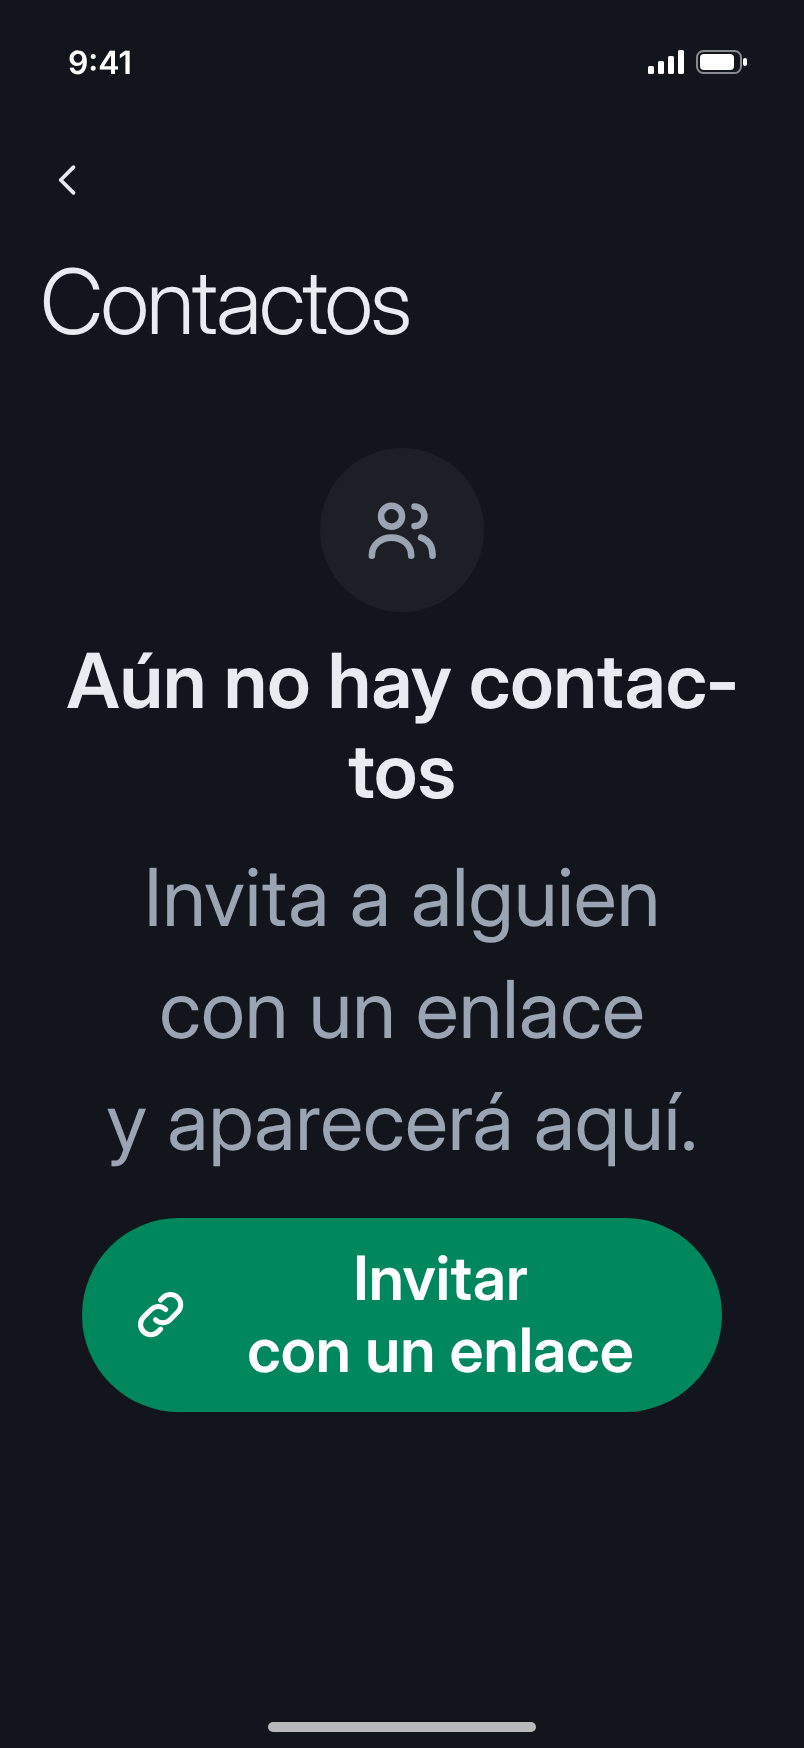 9:41
Contactos
Aún no hay contac-
tos
Invita a alguien
con un enlace
y aparecerá aquí.
Invitar
con un enlace